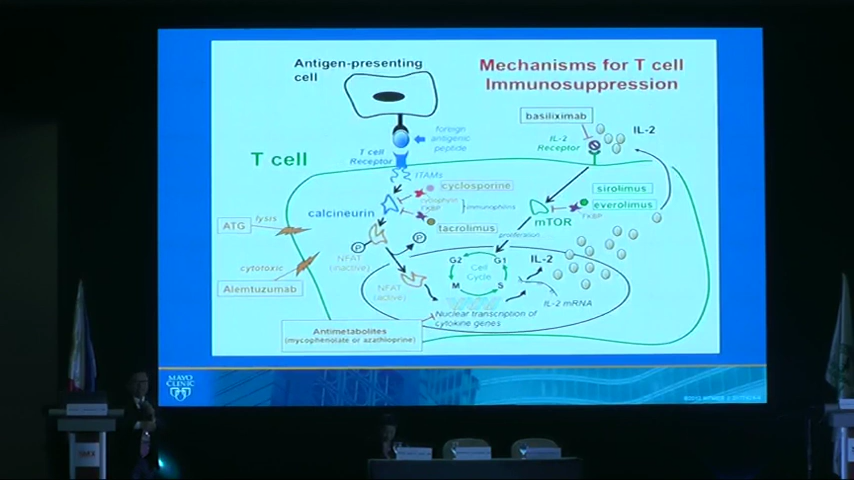 Antigen-presenting
cell
Mechanisms for T cell
Immunosuppression
basiliximab
IL-2
IL-2
Receptor
foreign
antigenic
peptide
T cell
Receptor
T cell
ITAMs
cyclosporine
cyclophylin
FKBP
immunophilins
tacrolimus
calcineurin
sirolimus
everolimus
FKBP
mTOR
proliferation...
ATG
lysis
P
P
NFAT
(inactive)
cytotoxic
Alemtuzumab
NFAT
(active)
G2
G1
Cell
Cycle
M
S
IL-2
IL-2 mRNA
Nuclear transcription of
cytokine genes
Antimetabolites
(mycophenolate or azathioprine)
MAYO
CLINIC
SMX